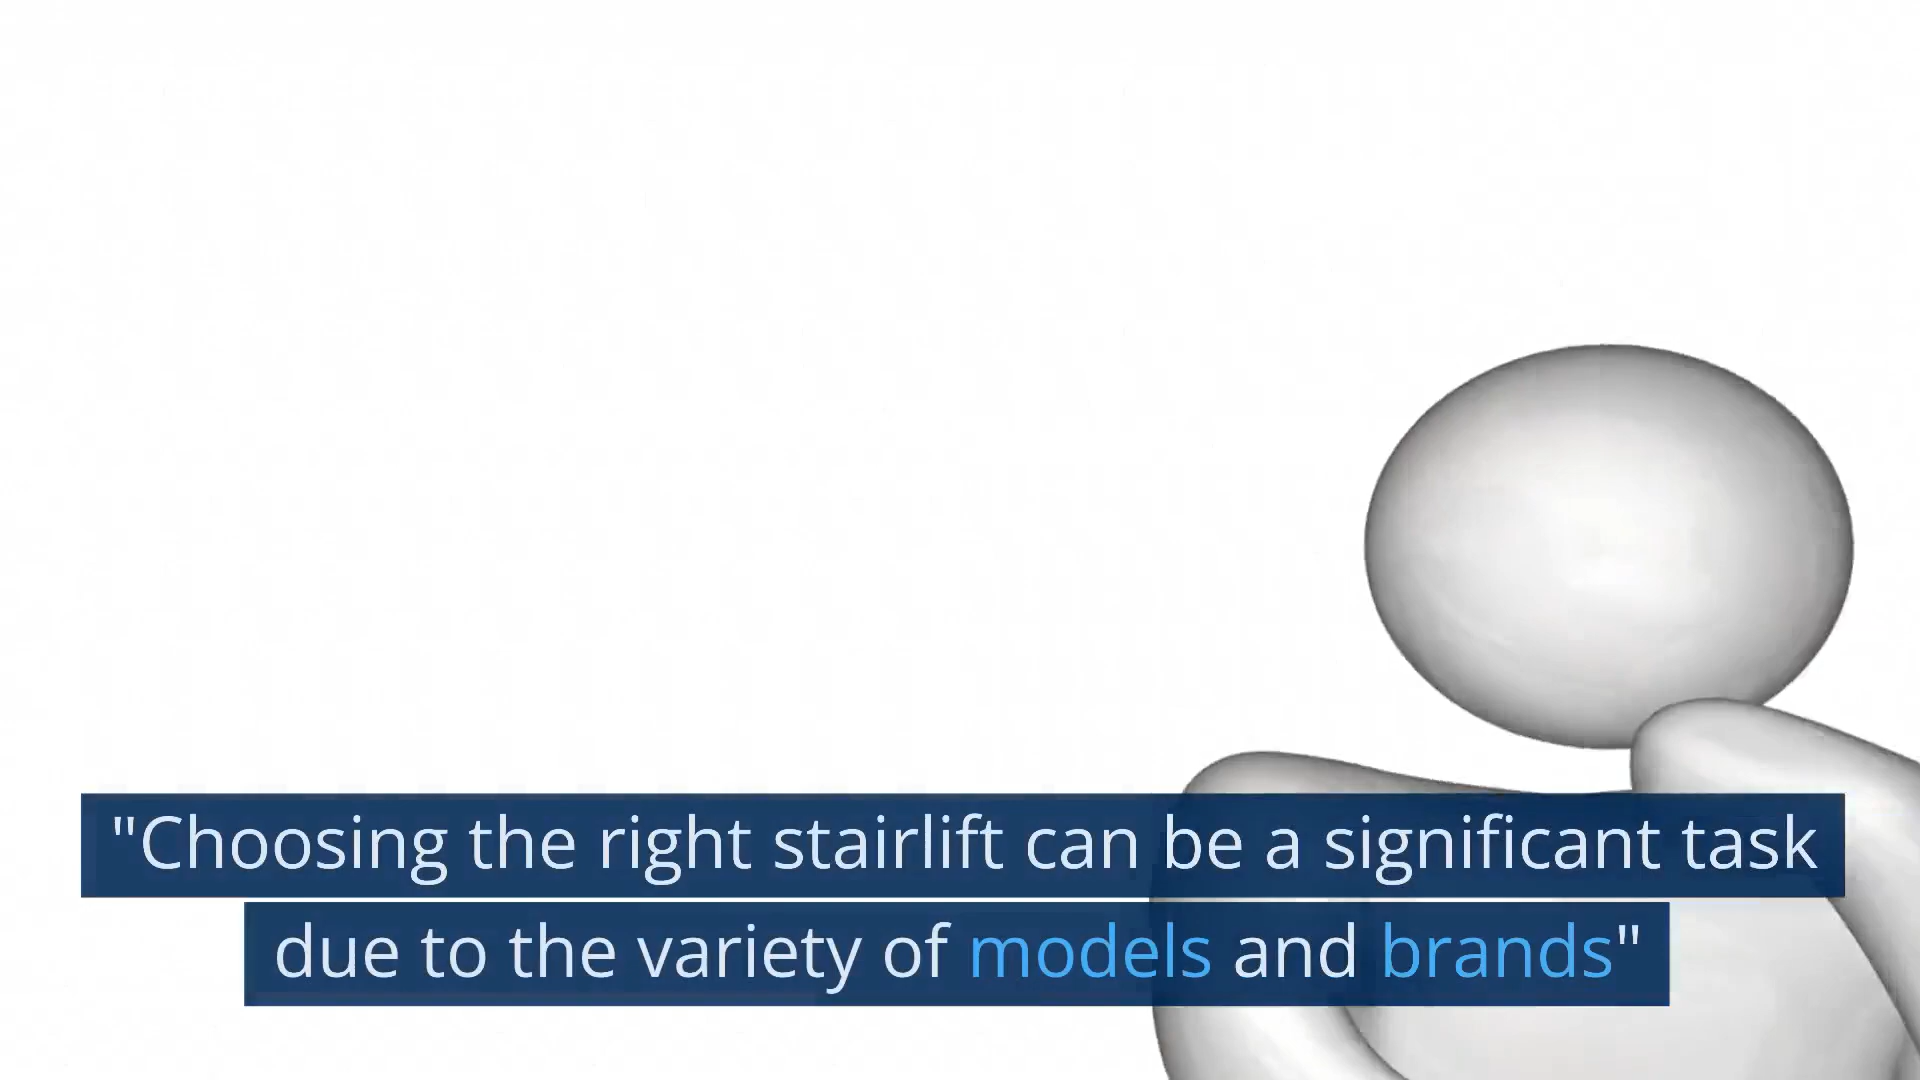 "Choosing the right stairlift can be a significant task
due to the variety of models and brands"